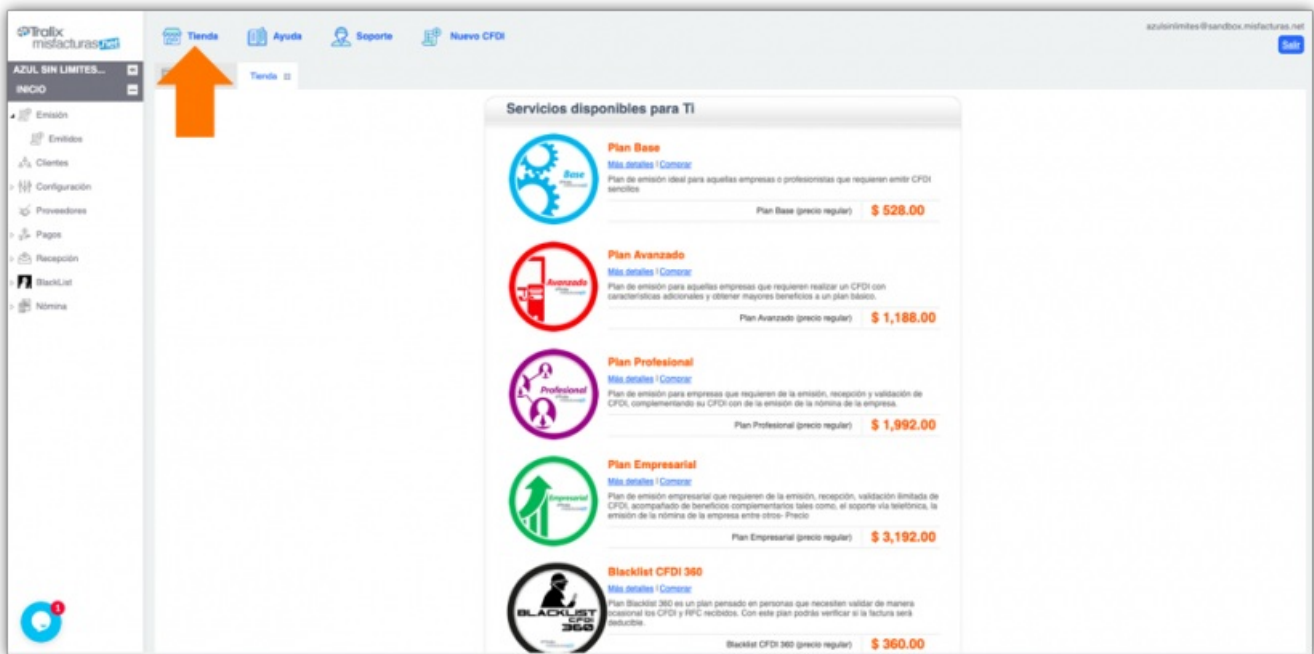 Tralix
misfacturas.net
Tienda
Ayuda
Soporte
Nuevo CFDI
azulsinlimites@sandbox.misfacturas.net
Salir
AZUL SIN LIMITES...
INICIO
Tienda
Emisión
Emitidos
Clientes
Configuración
Proveedores
Pagos
Recepción
BlackList
Nómina
Servicios disponibles para Ti
Base
Plan Base
Más detalles | Comprar
Plan de emisión ideal para aquellas empresas o profesionistas que requieren emitir CFDI
sencillos
Plan Base (precio regular) $ 528.00
Avanzado
Plan Avanzado
Más detalles | Comprar
Plan de emisión para aquellas empresas que requieren realizar un CFDI con
características adicionales y obtener mayores beneficios a un plan básico.
Plan Avanzado (precio regular) $ 1,188.00
Profesional
Plan Profesional
Más detalles | Comprar
Plan de emisión para empresas que requieren de la emisión, recepción y validación de
CFDI, complementando su CFDI con de la emisión de la nómina de la empresa.
Plan Profesional (precio regular) $ 1,992.00
Empresarial
Plan Empresarial
Más detalles | Comprar
Plan de emisión empresarial que requieren de la emisión, recepción, validación ilimitada de
CFDI, acompañado de beneficios complementarios tales como, el soporte vía telefónica, la
emisión de la nómina de la empresa entre otros- Precio
Plan Empresarial (precio regular) $ 3,192.00
BLACKLIST
CFDI
360
Blacklist CFDI 360
Más detalles | Comprar
Plan Blacklist 360 es un plan pensado en personas que necesiten validar de manera
ocasional los CFDI y RFC recibidos. Con este plan podrás verificar si la factura será
deducible.
Blacklist CFDI 360 (precio regular) $ 360.00
1